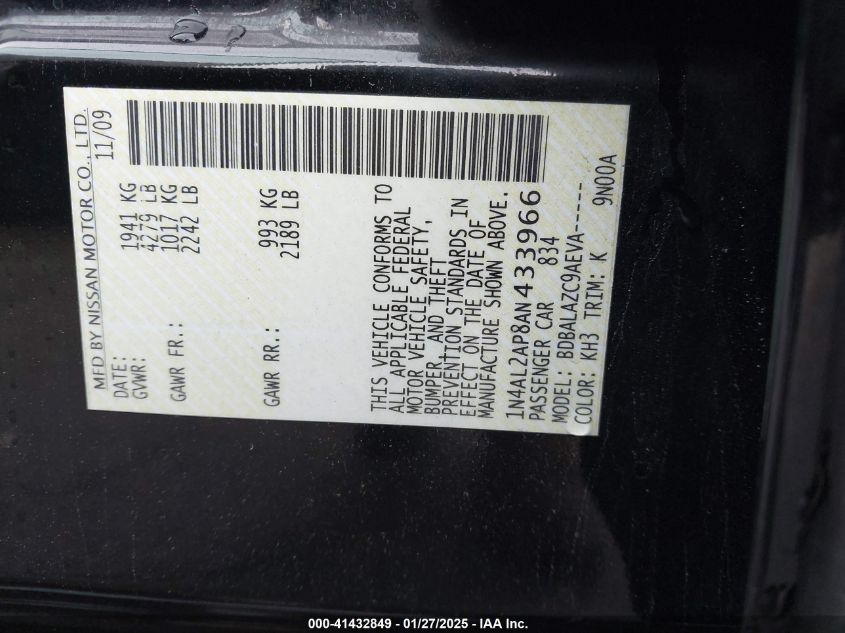 MFD BY NISSAN MOTOR CO., LTD.
DATE: 11/09
GVWR: 1941 KG
4279 LB
GAWR FR.: 1017 KG
2242 LB
GAWR RR.: 993 KG
2189 LB
THIS VEHICLE CONFORMS TO
ALL APPLICABLE FEDERAL
MOTOR VEHICLE SAFETY,
BUMPER, AND THEFT
PREVENTION STANDARDS IN
EFFECT ON THE DATE OF
MANUFACTURE SHOWN ABOVE.
1N4AL2AP8AN433966
PASSENGER CAR 834
MODEL: BDBALAZC9AEVA-----
COLOR: KH3 TRIM: K 9N00A
000-41432849 / 01/27/2025 - IAA Inc.